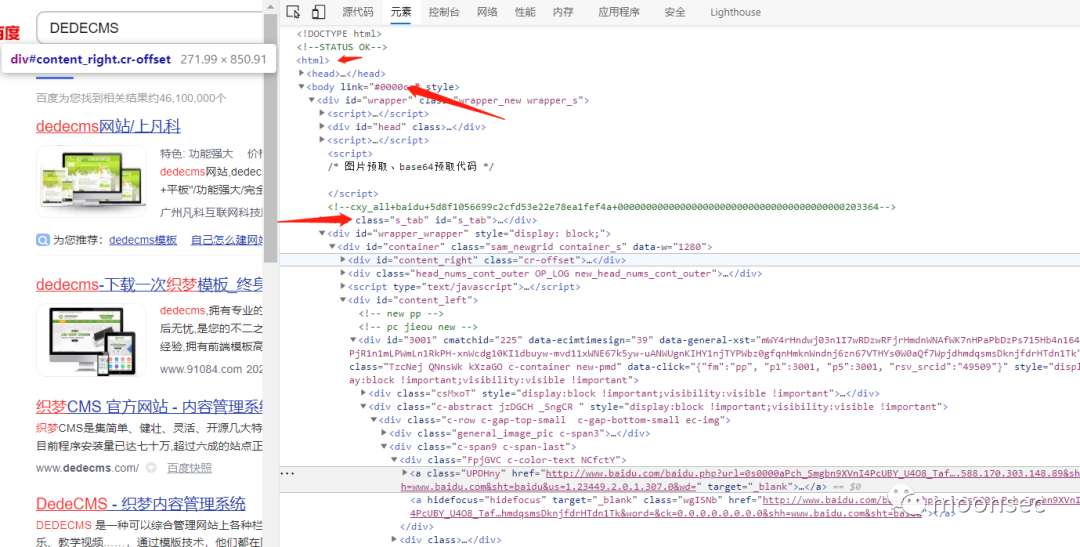 百度
DEDECMS
div#content_right.cr-offset 271.99 × 850.91
百度为您找到相关结果约46,100,000个
dedecms网站/上凡科
特色: 功能强大 价格
dedecms网站,dedec
+平板"/功能强大/完全
广州凡科互联网科技
为您推荐: dedecms模板 自己怎么建网站
dedecms-下载一次织梦模板_终身
dedecms,拥有专业的
后无忧,是您的不二之
经验,拥有前端模板高
www.91084.com 202
织梦CMS 官方网站 - 内容管理系统
织梦CMS是集简单、健壮、灵活、开源几大特
目前程序安装量已达七十万,超过六成的站点正
www.dedecms.com/ 百度快照
DedeCMS - 织梦内容管理系统
DEDECMS 是一种可以综合管理网站上各种栏
乐、教学视频……，通过模版技术，他们都在同
源代码 元素 控制台 网络 性能 内存 应用程序 安全 Lighthouse
<!DOCTYPE html>
<!--STATUS OK-->
<html>
<head>…</head>
<body link="#0000cc" style>
<div id="wrapper" class="wrapper_new wrapper_s">
<script>…</script>
<div id="head" class>…</div>
<script>…</script>
<script>
/* 图片预取、base64预取代码 */
</script>
<!--cxy_all+baidu+5d8f1056699c2cfd53e22e78ea1fef4a+00000000000000000000000000000000000000000203364-->
class="s_tab" id="s_tab">…</div>
<div id="wrapper_wrapper" style="display: block;">
<div id="container" class="sam_newgrid container_s" data-w="1280">
<div id="content_right" class="cr-offset">…</div>
<div class="head_nums_cont_outer OP_LOG new_head_nums_cont_outer">…</div>
<script type="text/javascript">…</script>
<div id="content_left">
<!-- new pp -->
<!-- pc jieou new -->
<div id="3001" cmatchid="225" data-ecimtimesign="39" data-general-xst=
class="TzcNej QNnsWk kXzaGO c-container new-pmd" data-click="{"fm":"pp", "p1":3001, "p5":3001, "rsv_srcid":"49509"}" style="displ
ay:block !important;visibility:visible !important">
<div class="csMxoT" style="display:block !important;visibility:visible !important">…</div>
<div class="c-abstract jzDGCH _SngCR " style="display:block !important;visibility:visible !important">
<div class="c-row c-gap-top-small c-gap-bottom-small ec-img">
<div class="general_image_pic c-span3">…</div>
<div class="c-span9 c-span-last">
<div class="FpjGVC c-color-text NCfctY">
<a class="UPDHny" href="http://www.baidu.com/baidu.php?url=0s0000aPch_Smgbn9XVnI4PcUBY_U4O8_Taf….588.170.303.148.89&s
h=www.baidu.com&sht=baidu&us=1.23449.2.0.1.307.0&wd=" target="_blank">…</a> == $0
<a hidefocus="hidefocus" target="_blank" class="wgISNb" href="http://www.baidu.com/
4PcUBY_U4O8_Taf…hmdqsmsDknjfdrHTdn1Tk&word=&ck=0.0.0.0.0.0.0.0&shh=www.baidu.com&sht=
</div>
<div class="c-">…</div>
moonsec